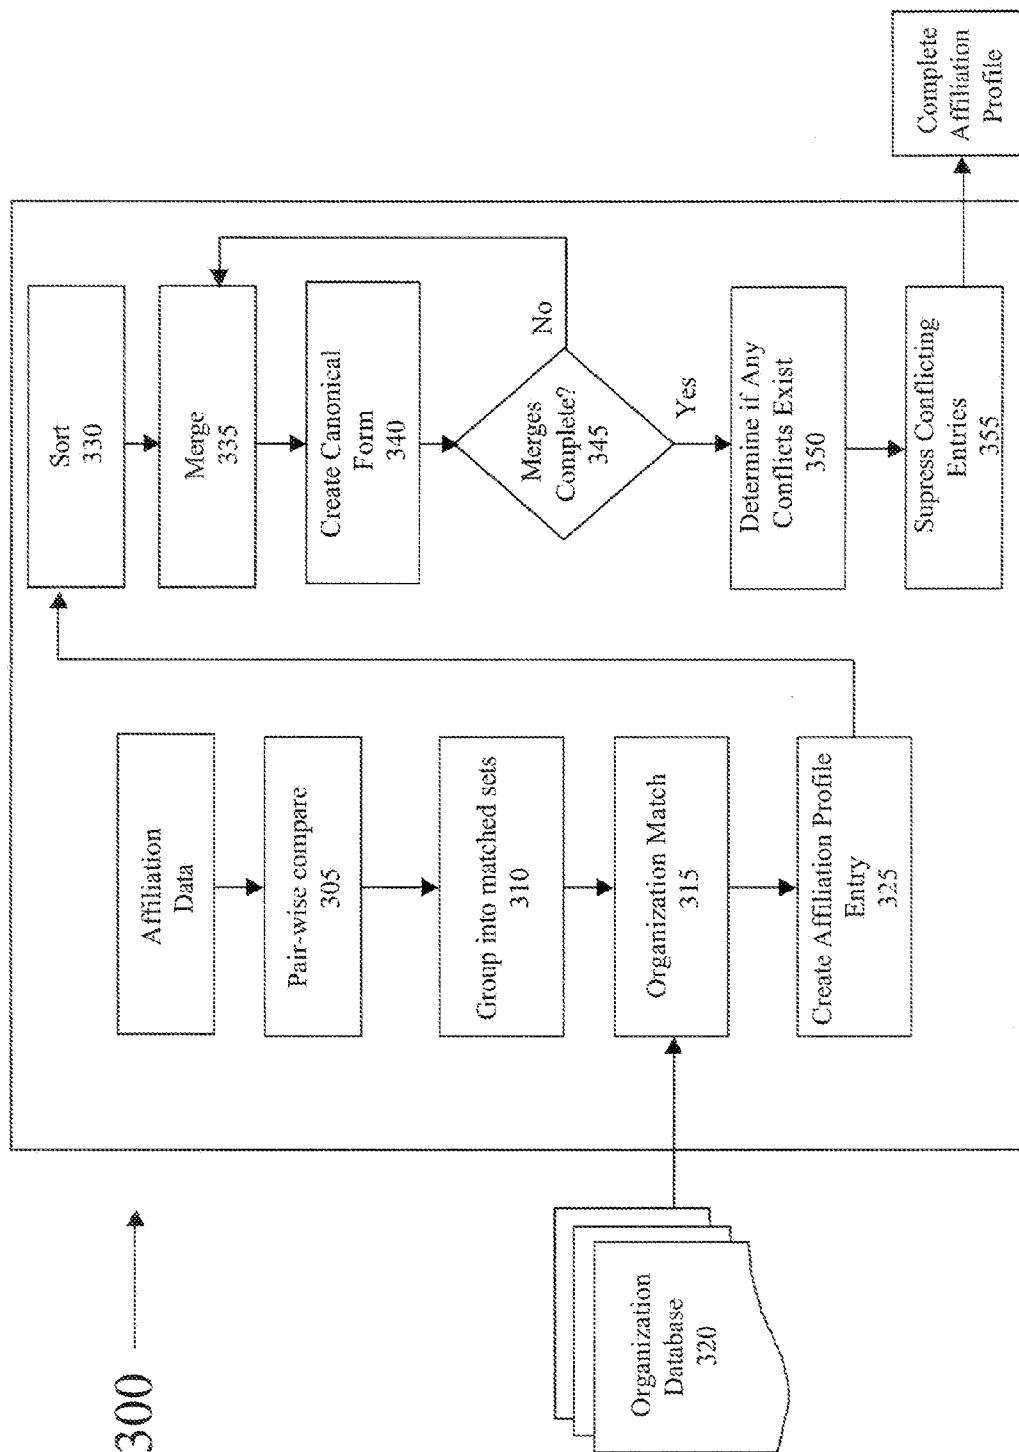 300
Affiliation
Data
Pair-wise compare
305
Group into matched sets
310
Organization Match
315
Organization
Database
320
Create Affiliation Profile
Entry
325
Sort
330
Merge
335
Create Canonical
Form
340
Merges
Complete?
345
No
Yes
Determine if Any
Conflicts Exist
350
Supress Conflicting
Entries
355
Complete
Affiliation
Profile